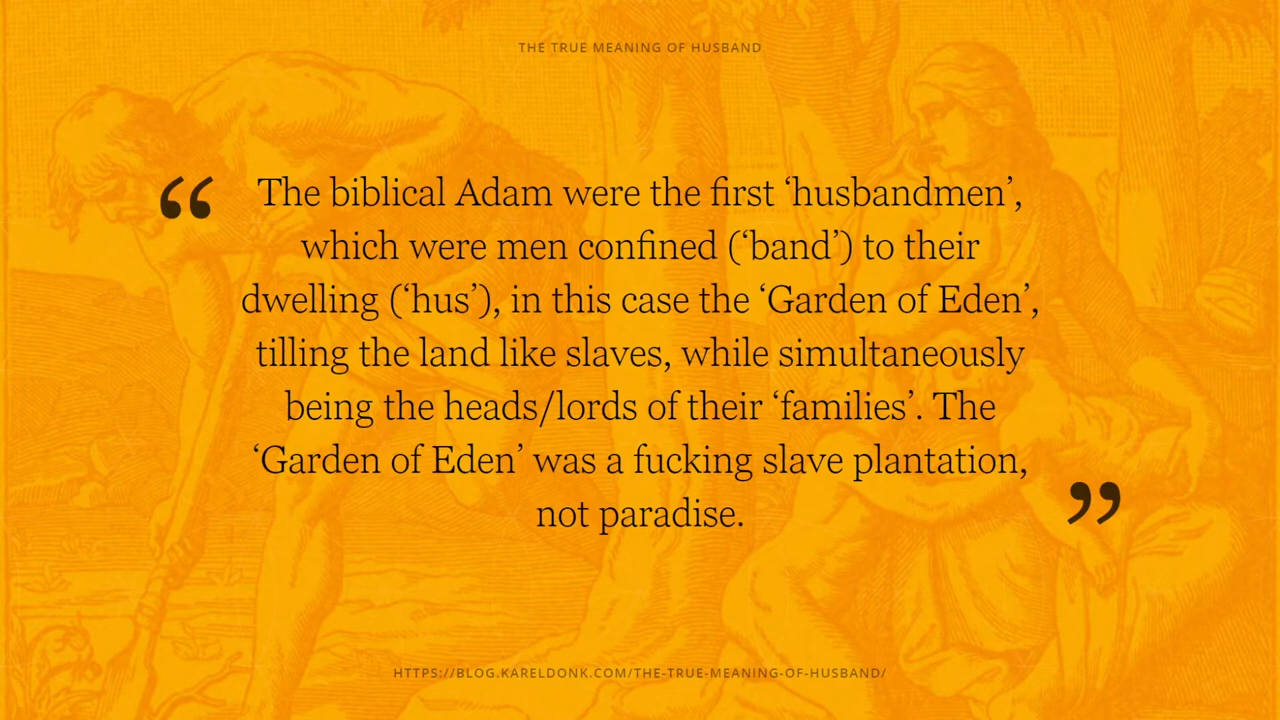 THE TRUE MEANING OF HUSBAND
“ The biblical Adam were the first ‘husbandmen’,
which were men confined (‘band’) to their
dwelling (‘hus’), in this case the ‘Garden of Eden’,
tilling the land like slaves, while simultaneously
being the heads/lords of their ‘families’. The
‘Garden of Eden’ was a fucking slave plantation,
not paradise. ”
HTTPS://BLOG.KARELDONK.COM/THE-TRUE-MEANING-OF-HUSBAND/